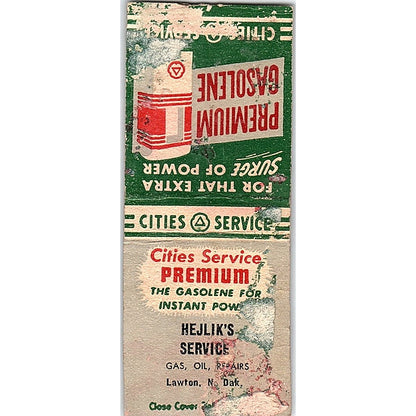 CITIES SERVICE
PREMIUM
GASOLENE
FOR THAT EXTRA
SURGE OF POWER
CITIES SERVICE
Cities Service
PREMIUM
THE GASOLENE FOR
INSTANT POW
HEJLIK'S
SERVICE
GAS, OIL, REPAIRS
Lawton, N. Dak.
Close Cover